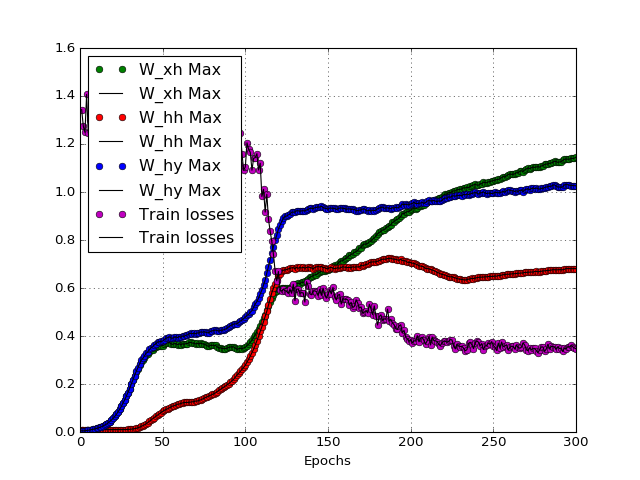 1.6
1.4
1.2
1.0
0.8
0.6
0.4
0.2
0.0
W_xh Max
W_xh Max
W_hh Max
W_hh Max
W_hy Max
W_hy Max
Train losses
Train losses
0 50 100 150 200 250 300
Epochs